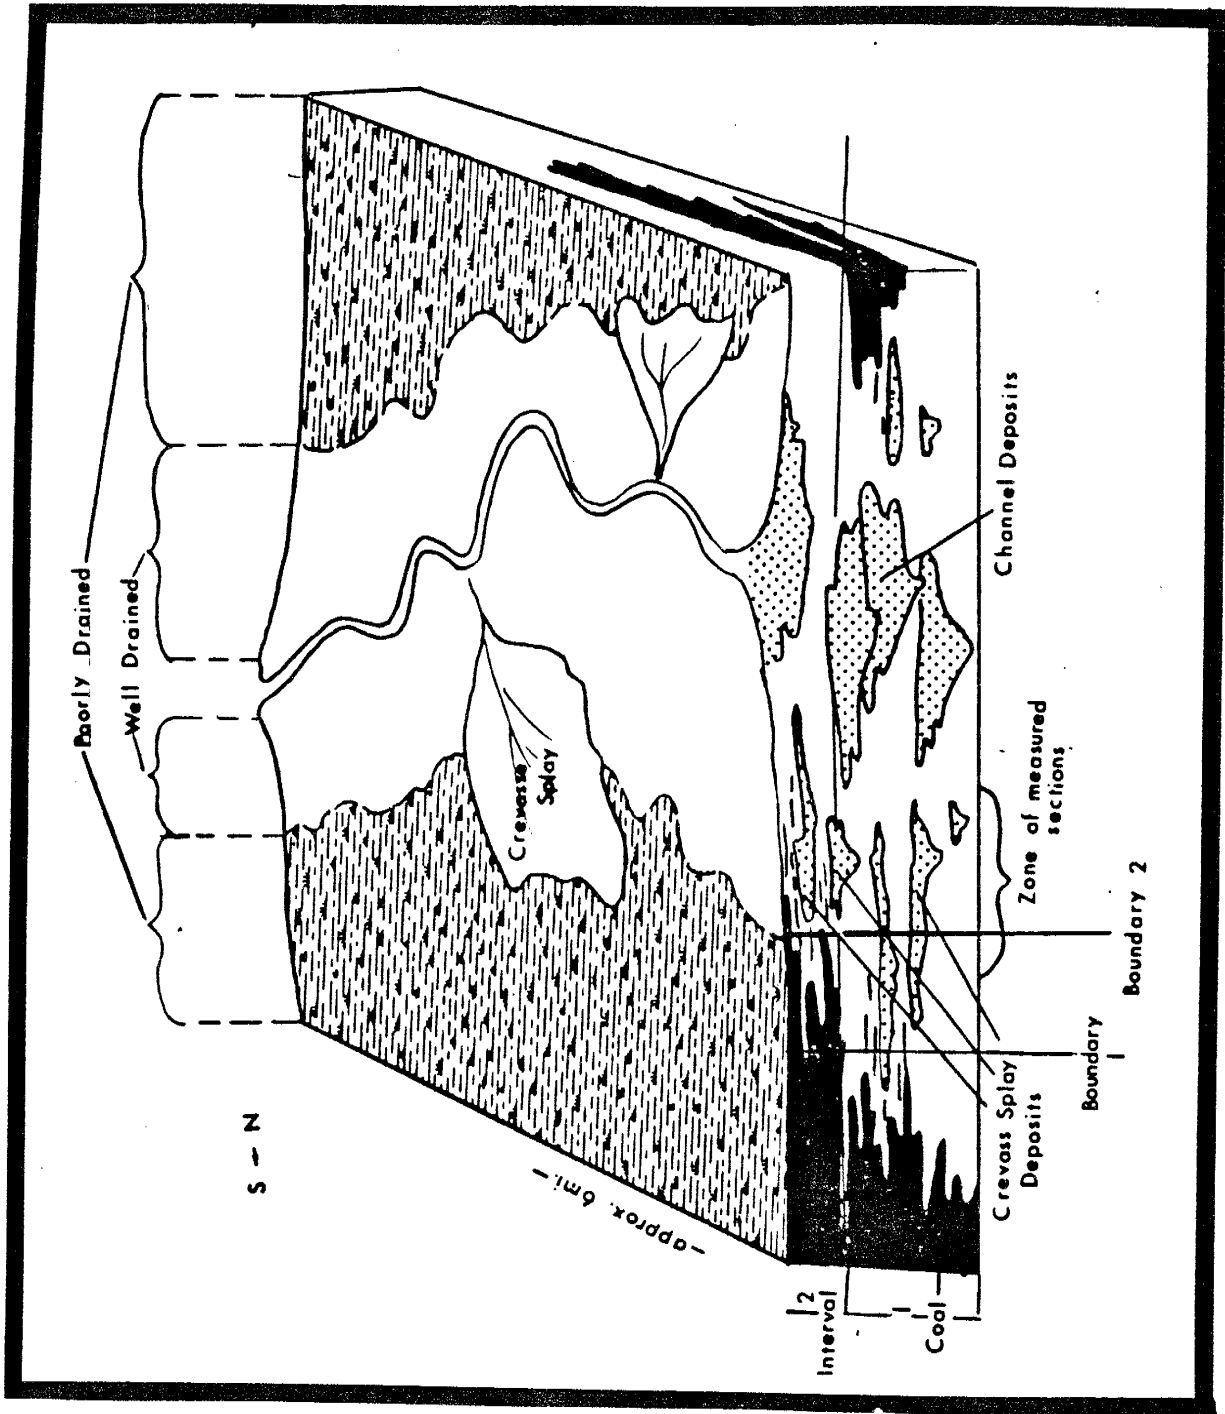 Poorly Drained
Well Drained
S – N
Crevasse
Splay
–approx. 6mi.–
Interval
2
1
Coal
Channel Deposits
Zone of measured
sections
Crevass Splay
Deposits
Boundary
1
Boundary 2